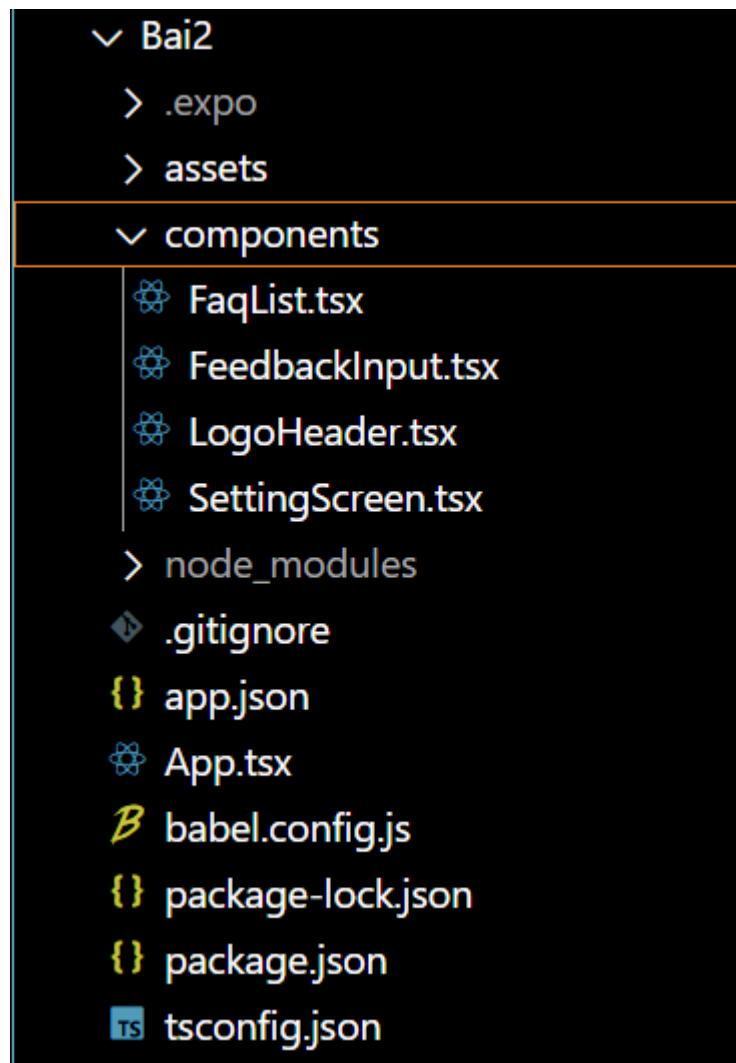 Bai2
.expo
assets
components
FaqList.tsx
FeedbackInput.tsx
LogoHeader.tsx
SettingScreen.tsx
node_modules
.gitignore
{} app.json
App.tsx
B babel.config.js
{} package-lock.json
{} package.json
TS tsconfig.json